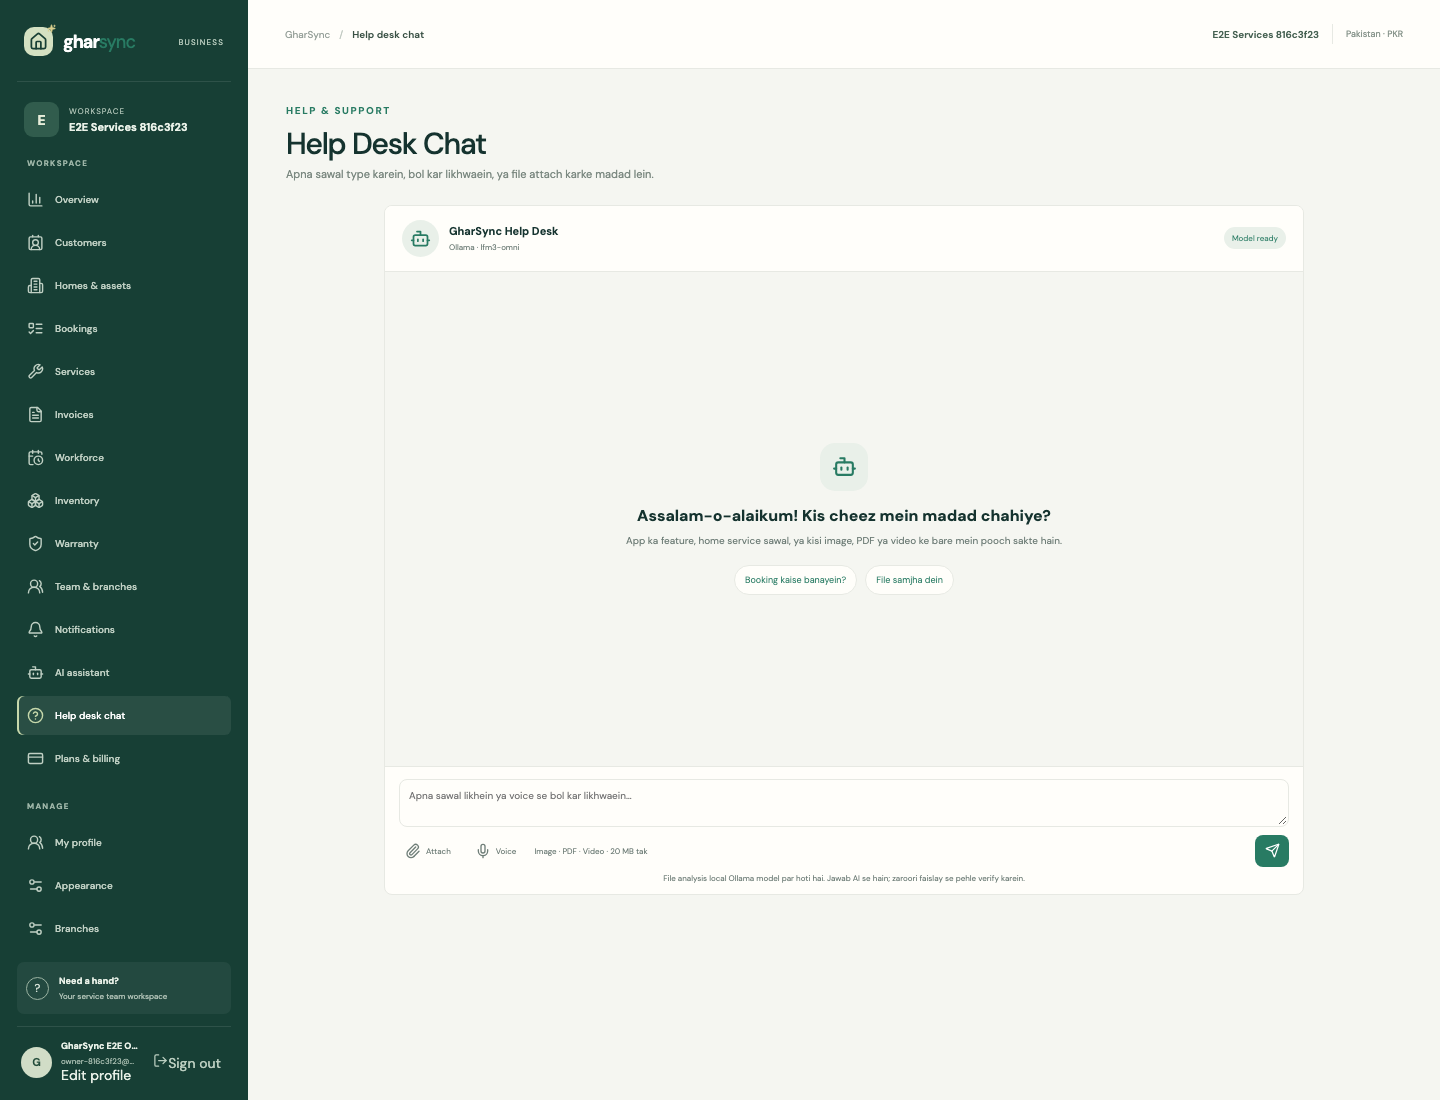 gharsync BUSINESS
WORKSPACE
E
E2E Services 816c3f23
WORKSPACE
Overview
Customers
Homes & assets
Bookings
Services
Invoices
Workforce
Inventory
Warranty
Team & branches
Notifications
AI assistant
Help desk chat
Plans & billing
MANAGE
My profile
Appearance
Branches
?
Need a hand?
Your service team workspace
G
GharSync E2E O...
owner-816c3f23@...
Edit profile
Sign out
GharSync / Help desk chat
E2E Services 816c3f23
Pakistan · PKR
HELP & SUPPORT
Help Desk Chat
Apna sawal type karein, bol kar likhwaein, ya file attach karke madad lein.
GharSync Help Desk
Ollama · lfm3-omni
Model ready
Assalam-o-alaikum! Kis cheez mein madad chahiye?
App ka feature, home service sawal, ya kisi image, PDF ya video ke bare mein pooch sakte hain.
Booking kaise banayein? File samjha dein
Apna sawal likhein ya voice se bol kar likhwaein...
Attach Voice Image · PDF · Video · 20 MB tak
File analysis local Ollama model par hoti hai. Jawab AI se hain; zaroori faislay se pehle verify karein.